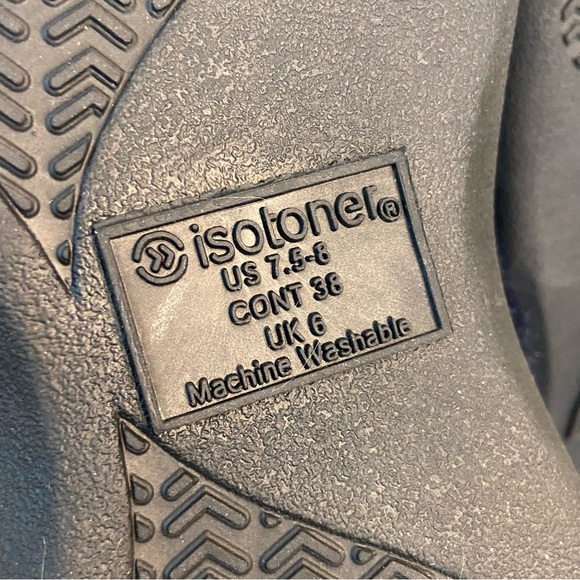 isotoner®
US 7.5-8
CONT 38
UK 6
Machine Washable